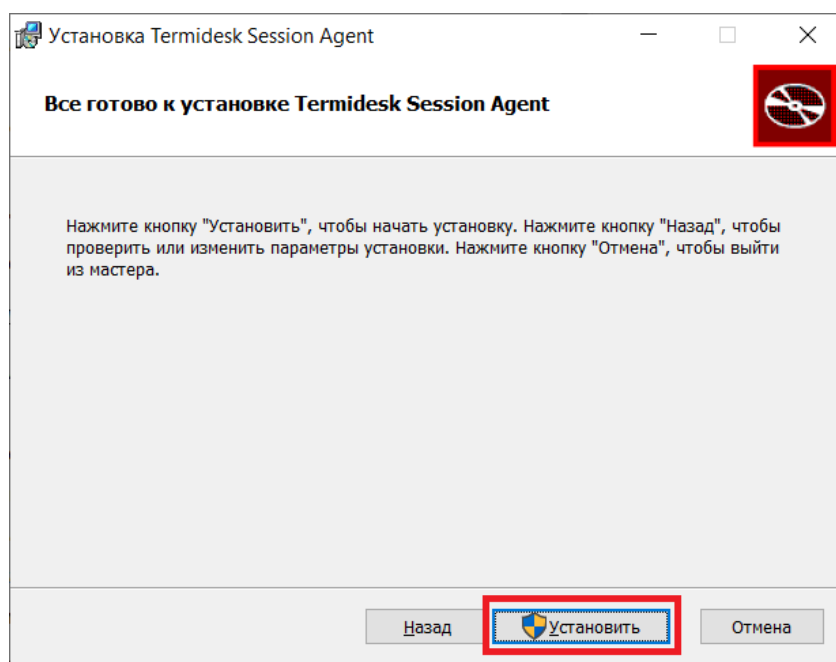 Установка Termidesk Session Agent
Все готово к установке Termidesk Session Agent
Нажмите кнопку "Установить", чтобы начать установку. Нажмите кнопку "Назад", чтобы
проверить или изменить параметры установки. Нажмите кнопку "Отмена", чтобы выйти
из мастера.
Назад
Установить
Отмена